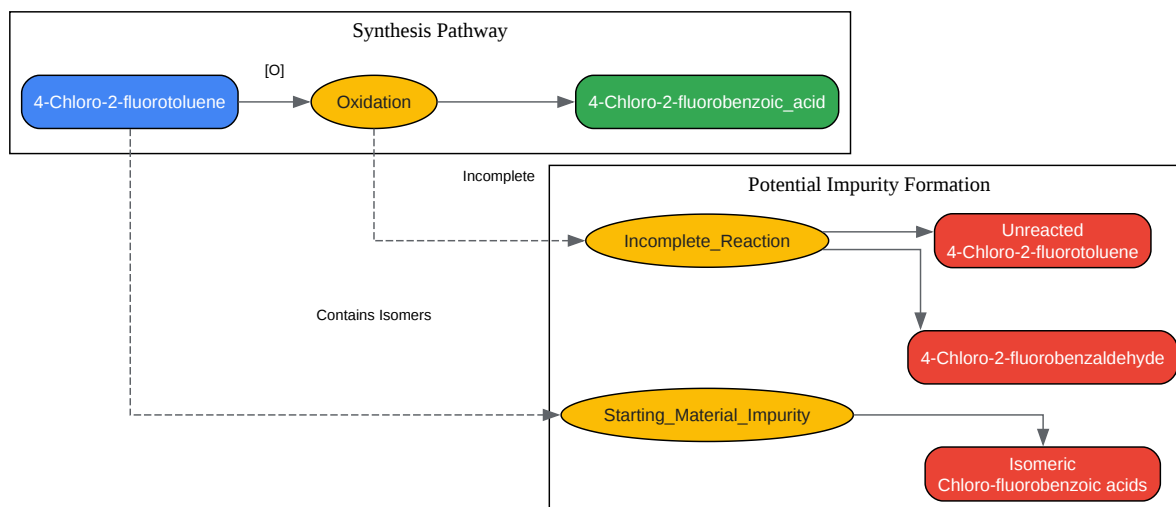 Synthesis Pathway
[O]
4-Chloro-2-fluorotoluene
Oxidation
4-Chloro-2-fluorobenzoic_acid
Incomplete
Potential Impurity Formation
Incomplete_Reaction
Unreacted
4-Chloro-2-fluorotoluene
Contains Isomers
4-Chloro-2-fluorobenzaldehyde
Starting_Material_Impurity
Isomeric
Chloro-fluorobenzoic acids